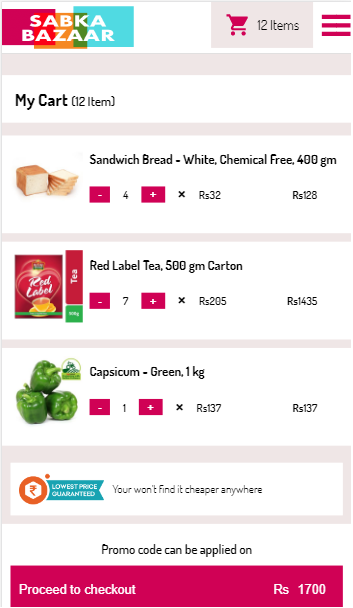 SABKA
BAZAAR
12 Items
My Cart (12 Item)
Sandwich Bread - White, Chemical Free, 400 gm
- 4 + × Rs32 Rs128
Red Label Tea, 500 gm Carton
Red
Label
Tea
500g
- 7 + × Rs205 Rs1435
Capsicum - Green, 1 kg
- 1 + × Rs137 Rs137
LOWEST PRICE
GUARANTEED
Your won't find it cheaper anywhere
Promo code can be applied on
Proceed to checkout Rs 1700